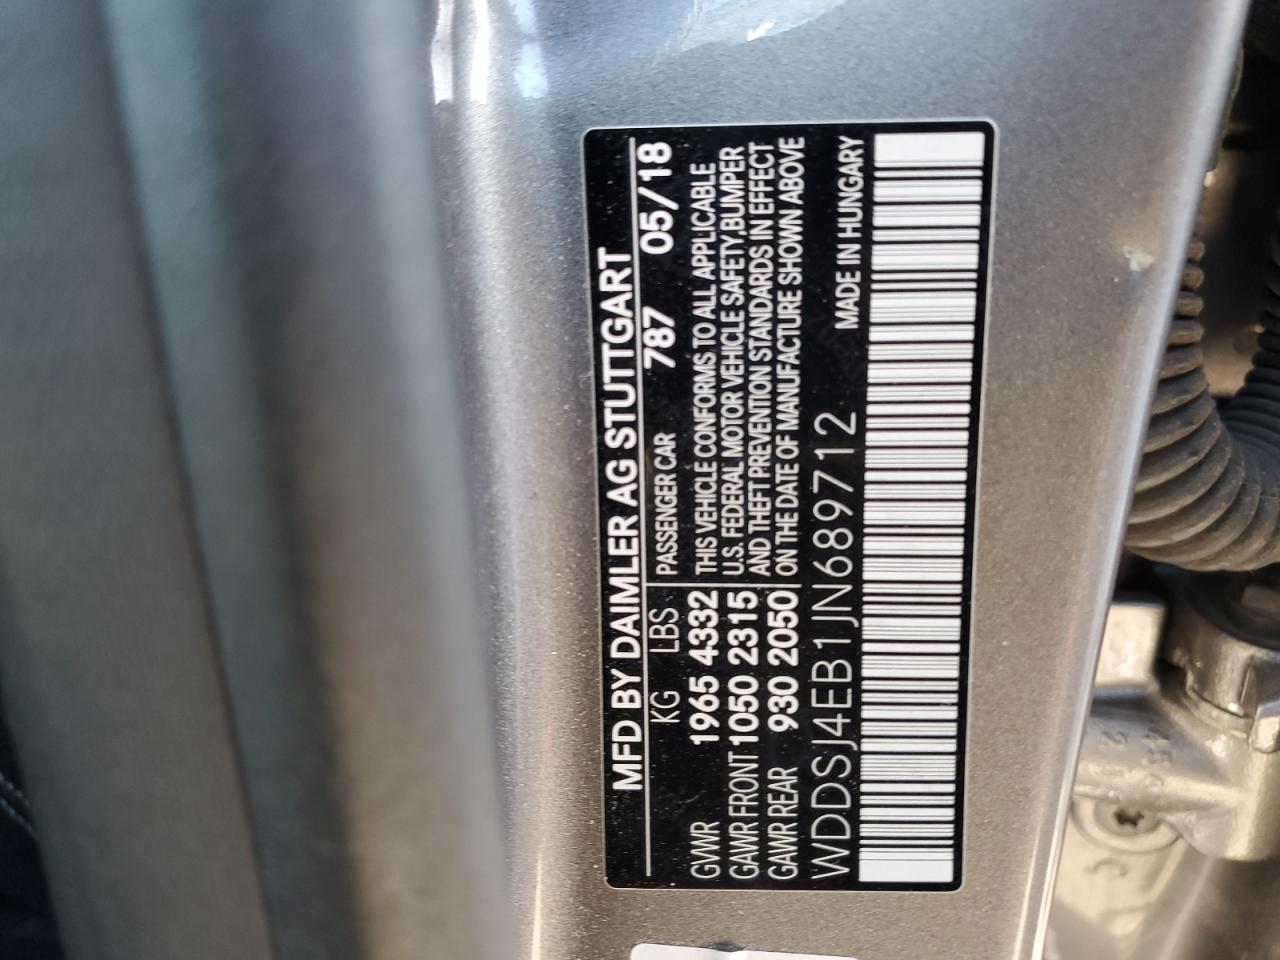 MFD BY DAIMLER AG STUTTGART
KG LBS PASSENGER CAR 787 05/18
GVWR 1965 4332 THIS VEHICLE CONFORMS TO ALL APPLICABLE
GAWR FRONT 1050 2315 U.S. FEDERAL MOTOR VEHICLE SAFETY,BUMPER
AND THEFT PREVENTION STANDARDS IN EFFECT
GAWR REAR 930 2050 ON THE DATE OF MANUFACTURE SHOWN ABOVE
WDDSJ4EB1JN689712 MADE IN HUNGARY